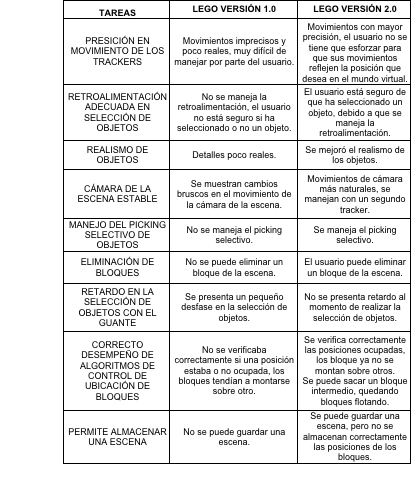 TAREAS
LEGO VERSIÓN 1.0
LEGO VERSIÓN 2.0
PRESICIÓN EN
MOVIMIENTO DE LOS
TRACKERS
Movimientos imprecisos y
poco reales, muy difícil de
manejar por parte del usuario.
Movimientos con mayor
precisión, el usuario no se
tiene que esforzar para
que sus movimientos
reflejen la posición que
desea en el mundo virtual.
RETROALIMENTACIÓN
ADECUADA EN
SELECCIÓN DE
OBJETOS
No se maneja la
retroalimentación, el usuario
no está seguro si ha
seleccionado o no un objeto.
El usuario está seguro de
que ha seleccionado un
objeto, debido a que se
maneja la
retroalimentación.
REALISMO DE
OBJETOS
Detalles poco reales.
Se mejoró el realismo de
los objetos.
CÁMARA DE LA
ESCENA ESTABLE
Se muestran cambios
bruscos en el movimiento de
la cámara de la escena.
Movimientos de cámara
más naturales, se
manejan con un segundo
tracker.
MANEJO DEL PICKING
SELECTIVO DE
OBJETOS
No se maneja el picking
selectivo.
Se maneja el picking
selectivo.
ELIMINACIÓN DE
BLOQUES
No se puede eliminar un
bloque de la escena.
El usuario puede eliminar
un bloque de la escena.
RETARDO EN LA
SELECCIÓN DE
OBJETOS CON EL
GUANTE
Se presenta un pequeño
desfase en la selección de
objetos.
No se presenta retardo al
momento de realizar la
selección de objetos.
CORRECTO
DESEMPEÑO DE
ALGORITMOS DE
CONTROL DE
UBICACIÓN DE
BLOQUES
No se verificaba
correctamente si una posición
estaba o no ocupada, los
bloques tendían a montarse
sobre otro.
Se verifica correctamente
las posiciones ocupadas,
los bloque ya no se
montan sobre otros.
Se puede sacar un bloque
intermedio, quedando
bloques flotando.
PERMITE ALMACENAR
UNA ESCENA
No se puede guardar una
escena.
Se puede guardar una
escena, pero no se
almacenan correctamente
las posiciones de los
bloques.